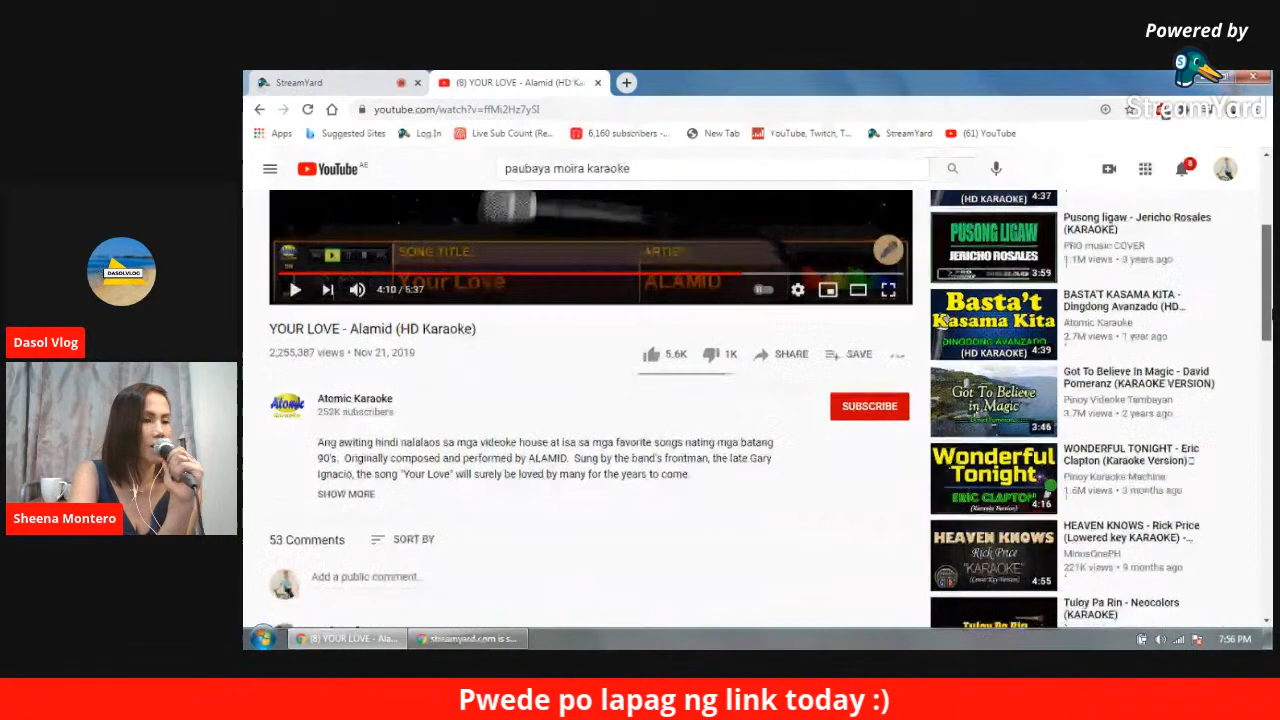 Powered by
StreamYard
StreamYard
(8) YOUR LOVE - Alamid (HD Ka
youtube.com/watch?v=ffMi2Hz7ySI
Apps
Suggested Sites
Log In
Live Sub Count (Re...
6,160 subscribers -...
New Tab
YouTube, Twitch, T...
StreamYard
(61) YouTube
YouTube AE
paubaya moira karaoke
8
SONG TITLE
ARTIST
Your Love
ALAMID
4:10 / 5:37
YOUR LOVE - Alamid (HD Karaoke)
2,255,387 views • Nov 21, 2019
5.6K
1K
SHARE
SAVE
Atomic Karaoke
252K subscribers
SUBSCRIBE
Ang awiting hindi nalalaos sa mga videoke house at isa sa mga favorite songs nating mga batang
90's. Originally composed and performed by ALAMID. Sung by the band's frontman, the late Gary
Ignacio, the song "Your Love" will surely be loved by many for the years to come.
SHOW MORE
53 Comments
SORT BY
Add a public comment...
(HD KARAOKE)
4:37
PUSONG LIGAW
JERICHO ROSALES
3:59
Pusong ligaw - Jericho Rosales
(KARAOKE)
PRO music COVER
1.1M views • 3 years ago
Basta't
Kasama Kita
DINGDONG AVANZADO
(HD KARAOKE)
4:39
BASTA'T KASAMA KITA -
Dingdong Avanzado (HD...
Atomic Karaoke
2.7M views • 1 year ago
Got To Believe
in Magic
3:46
Got To Believe In Magic - David
Pomeranz (KARAOKE VERSION)
Pinoy Videoke Tambayan
3.7M views • 2 years ago
Wonderful
Tonight
ERIC CLAPTON
(Karaoke Version)
4:16
WONDERFUL TONIGHT - Eric
Clapton (Karaoke Version)
Pinoy Karaoke Machine
1.6M views • 3 months ago
HEAVEN KNOWS
Rick Price
"KARAOKE"
4:55
HEAVEN KNOWS - Rick Price
(Lowered key KARAOKE) -...
MinusOnePH
221K views • 9 months ago
Tuloy Pa Rin
Tuloy Pa Rin - Neocolors
(KARAOKE)
DASOLVLOG
Dasol Vlog
Sheena Montero
(8) YOUR LOVE - Ala...
streamyard.com is s...
7:56 PM
Pwede po lapag ng link today :)